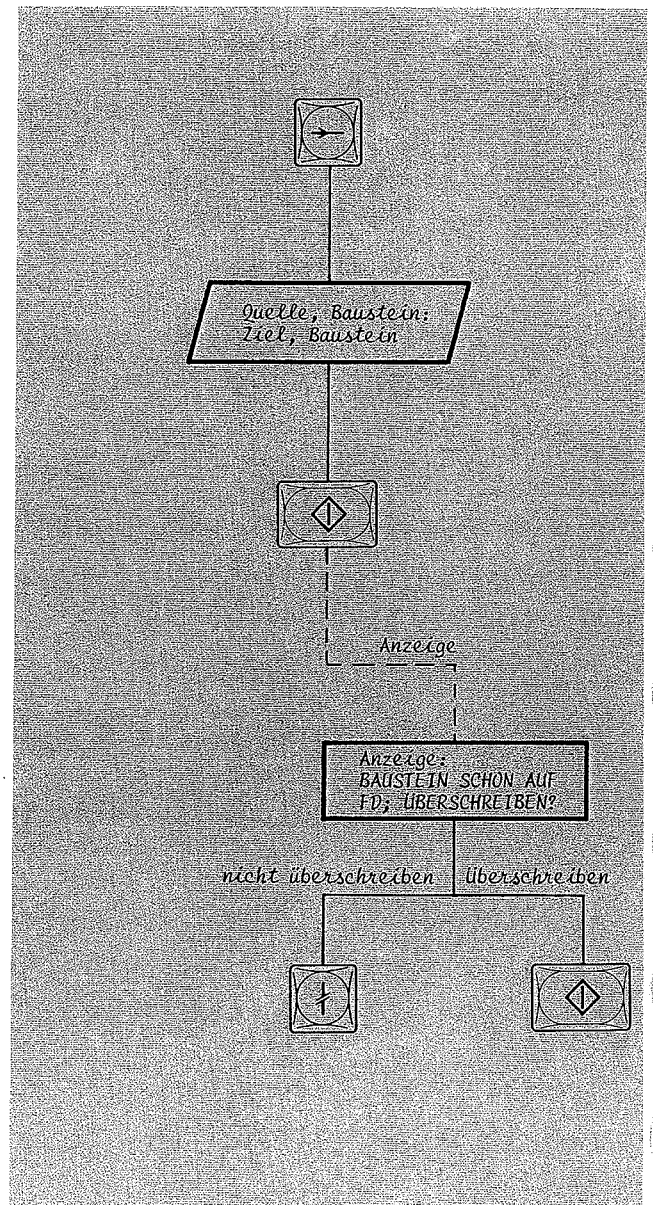 Quelle, Baustein:
Ziel, Baustein
Anzeige
Anzeige:
BAUSTEIN SCHON AUF
FD; ÜBERSCHREIBEN?
nicht überschreiben
Überschreiben